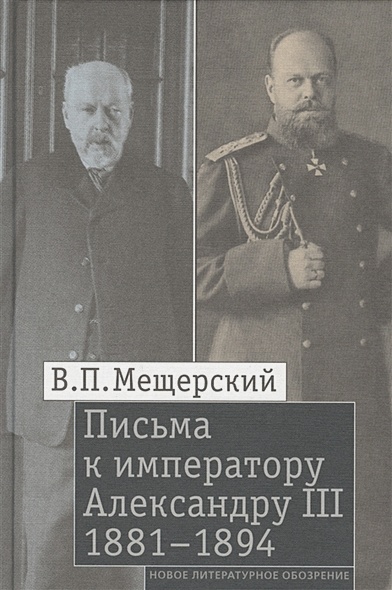 В.П.Мещерский
Письма
к императору
Александру III
1881–1894
НОВОЕ ЛИТЕРАТУРНОЕ ОБОЗРЕНИЕ